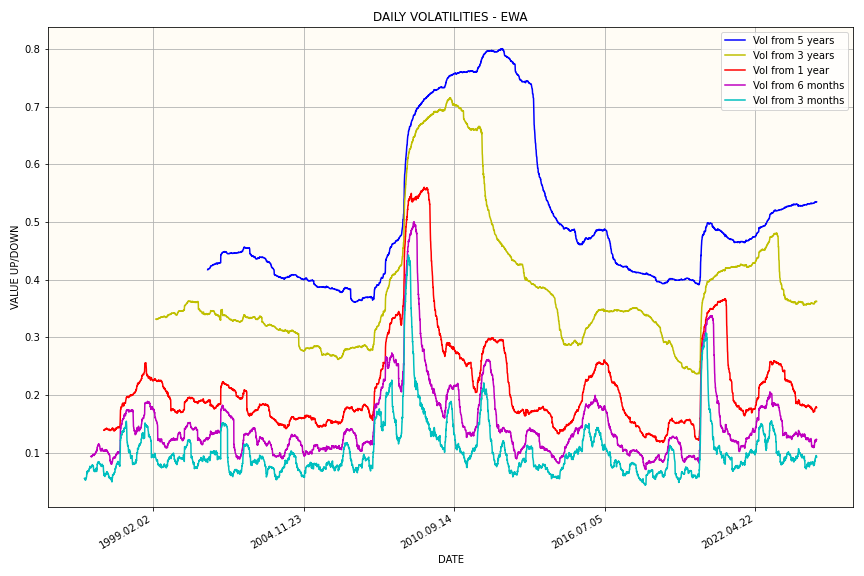 DAILY VOLATILITIES - EWA
Vol from 5 years
Vol from 3 years
Vol from 1 year
Vol from 6 months
Vol from 3 months
VALUE UP/DOWN
0.8
0.7
0.6
0.5
0.4
0.3
0.2
0.1
1999.02.02
2004.11.23
2010.09.14
2016.07.05
2022.04.22
DATE